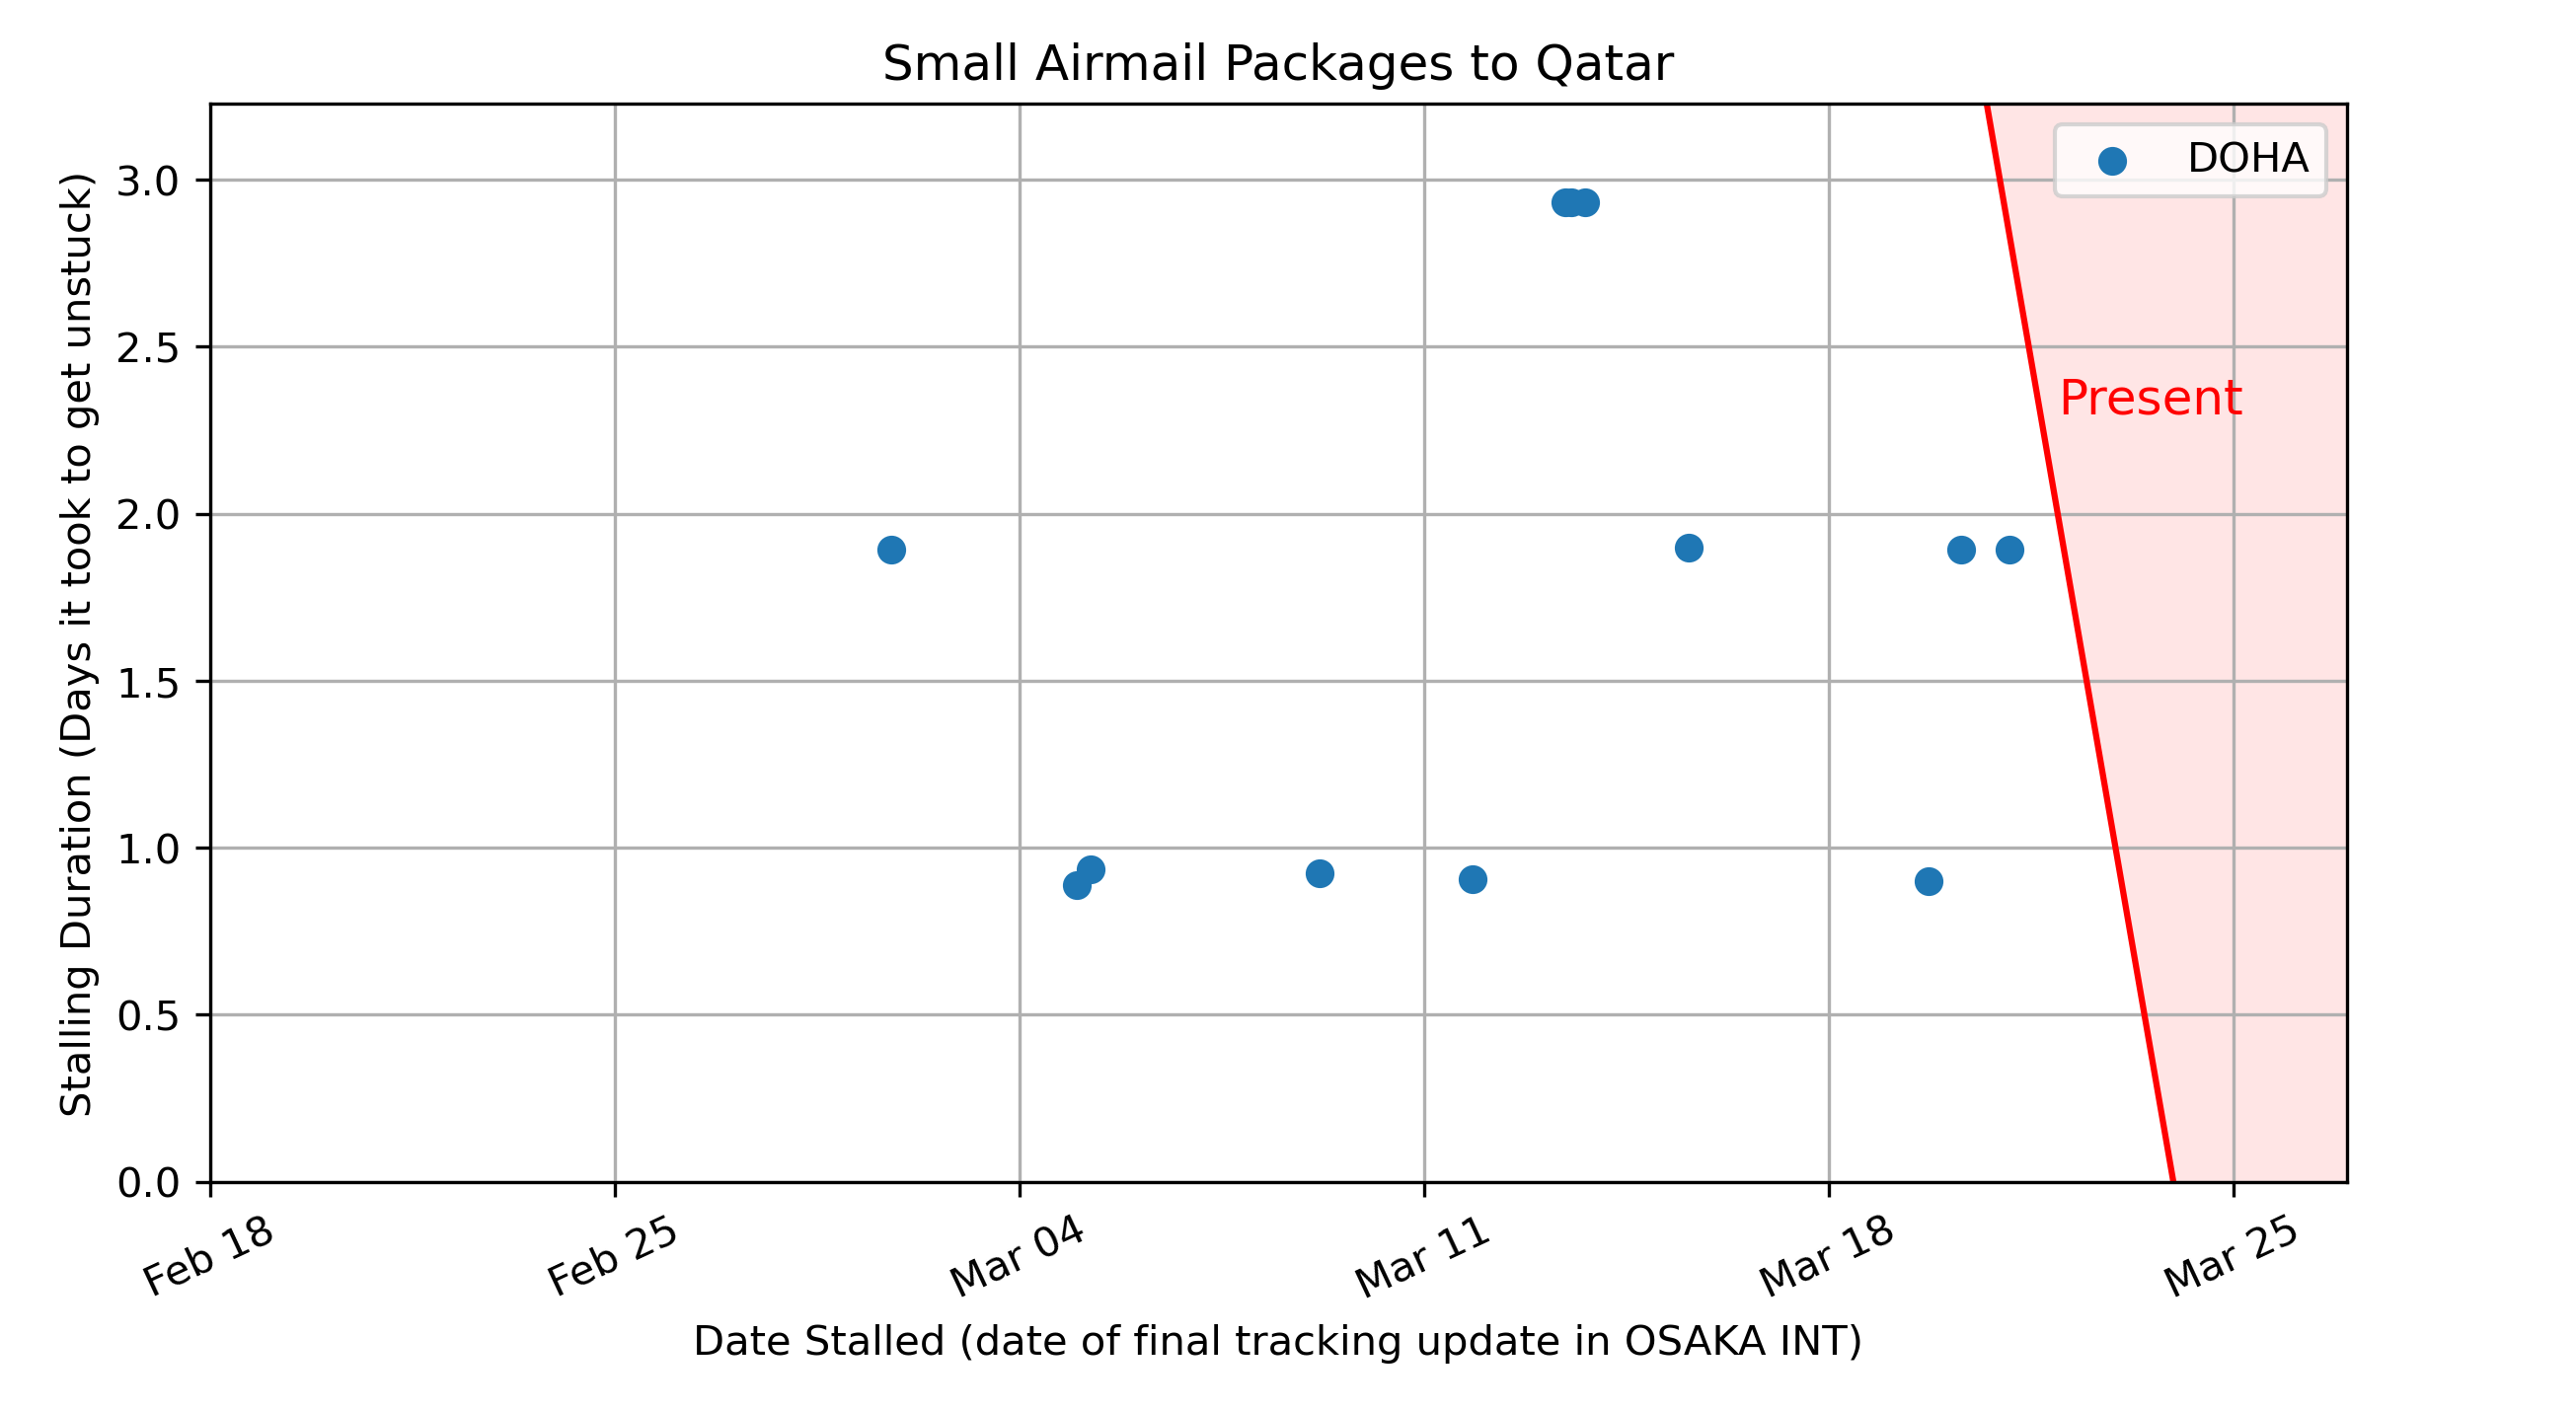 Small Airmail Packages to Qatar
DOHA
Present
Stalling Duration (Days it took to get unstuck)
3.0
2.5
2.0
1.5
1.0
0.5
0.0
Feb 18
Feb 25
Mar 04
Mar 11
Mar 18
Mar 25
Date Stalled (date of final tracking update in OSAKA INT)